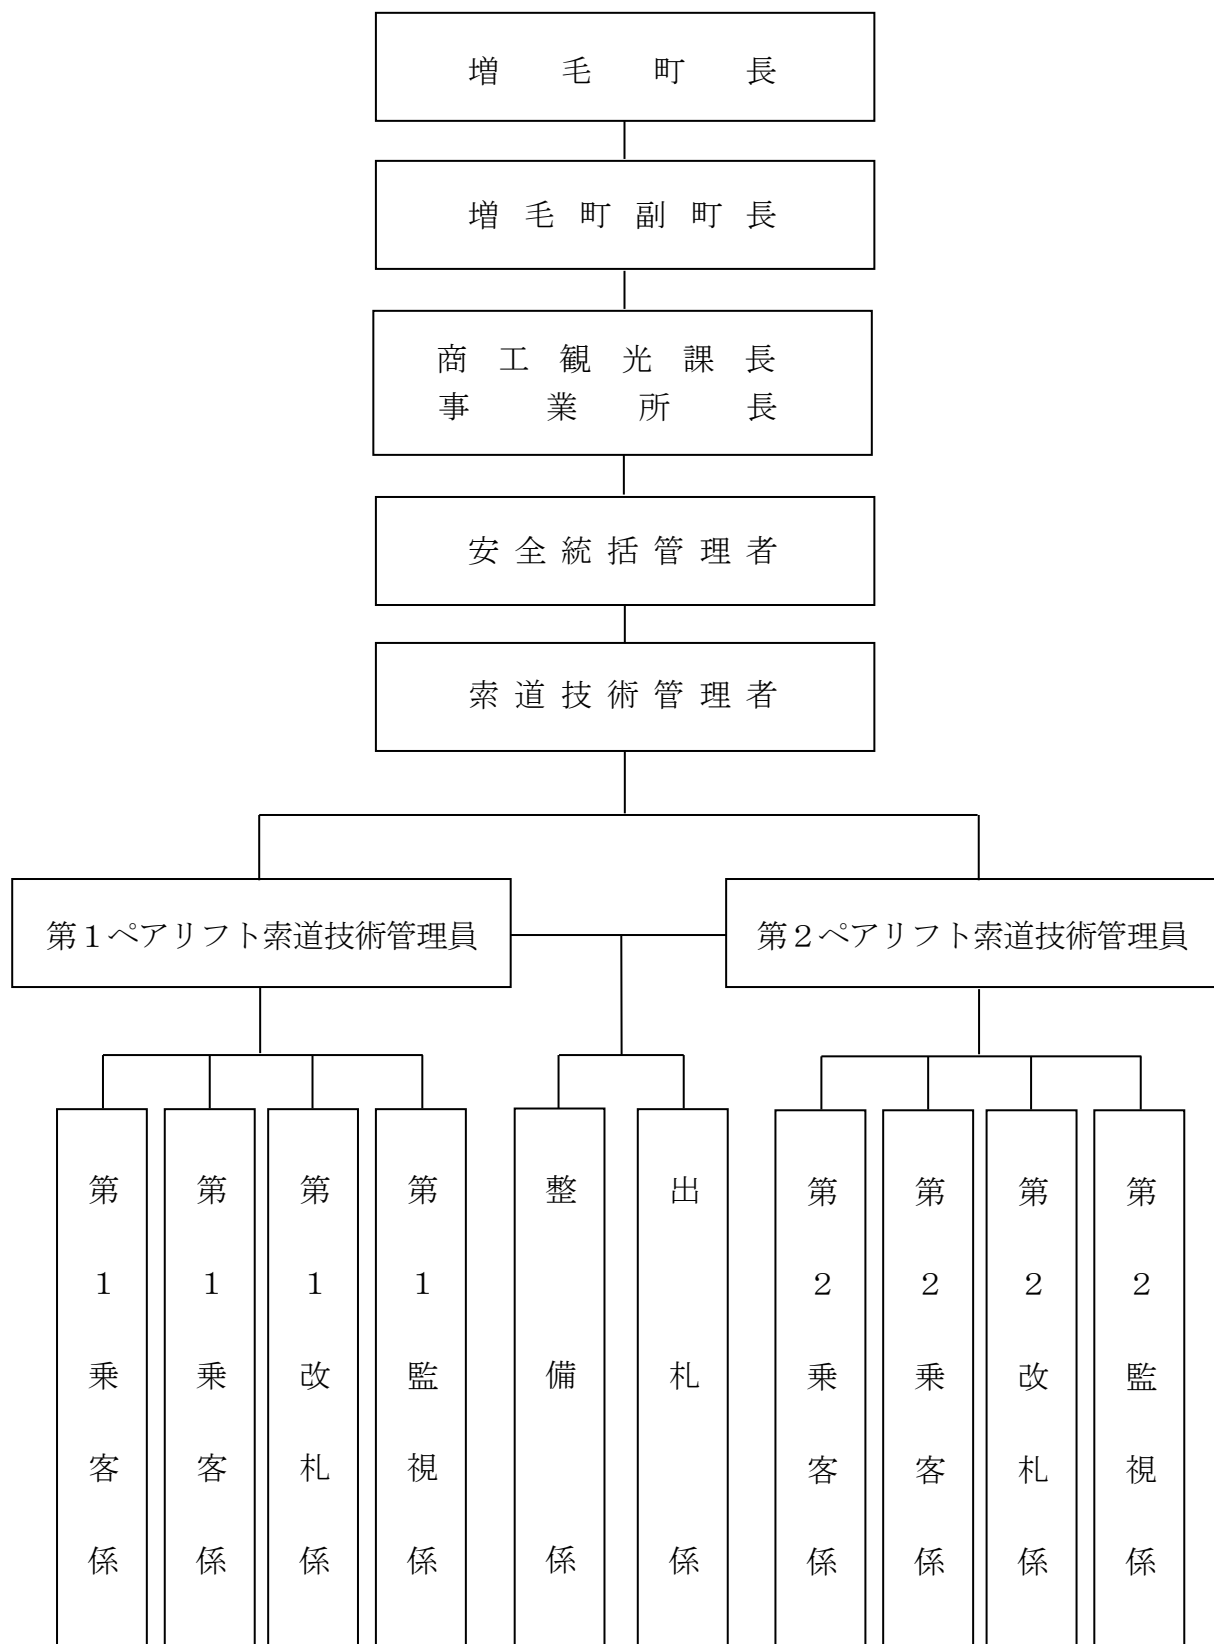 増毛町長
増毛町副町長
商工観光課長
事業所長
安全統括管理者
索道技術管理者
第１ペアリフト索道技術管理員
第２ペアリフト索道技術管理員
第１乗客係
第１乗客係
第１改札係
第１監視係
整備係
出札係
第２乗客係
第２乗客係
第２改札係
第２監視係